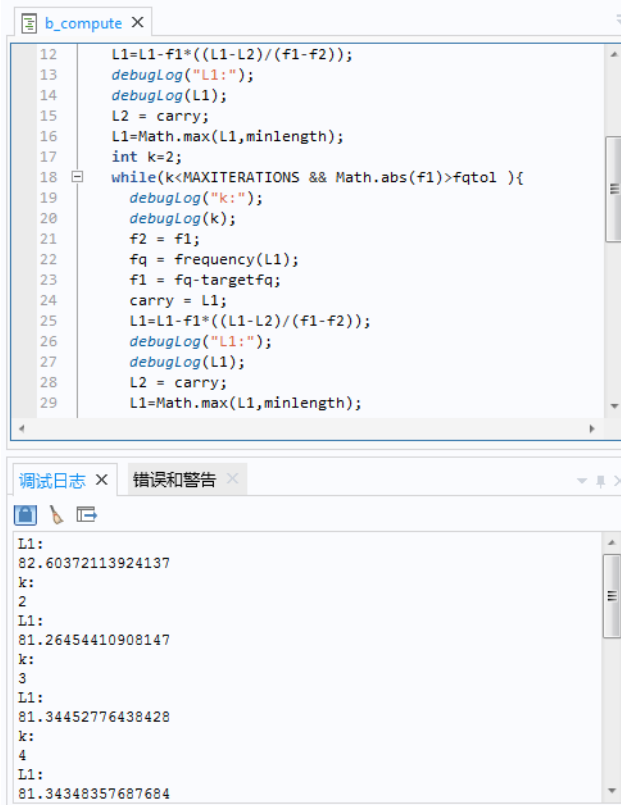 b_compute
12 L1=L1-f1*((L1-L2)/(f1-f2));
13 debugLog("L1:");
14 debugLog(L1);
15 L2 = carry;
16 L1=Math.max(L1,minlength);
17 int k=2;
18 while(k<MAXITERATIONS && Math.abs(f1)>fqtol ){
19 debugLog("k:");
20 debugLog(k);
21 f2 = f1;
22 fq = frequency(L1);
23 f1 = fq-targetfq;
24 carry = L1;
25 L1=L1-f1*((L1-L2)/(f1-f2));
26 debugLog("L1:");
27 debugLog(L1);
28 L2 = carry;
29 L1=Math.max(L1,minlength);
调试日志 错误和警告
L1:
82.60372113924137
k:
2
L1:
81.26454410908147
k:
3
L1:
81.34452776438428
k:
4
L1:
81.34348357687684